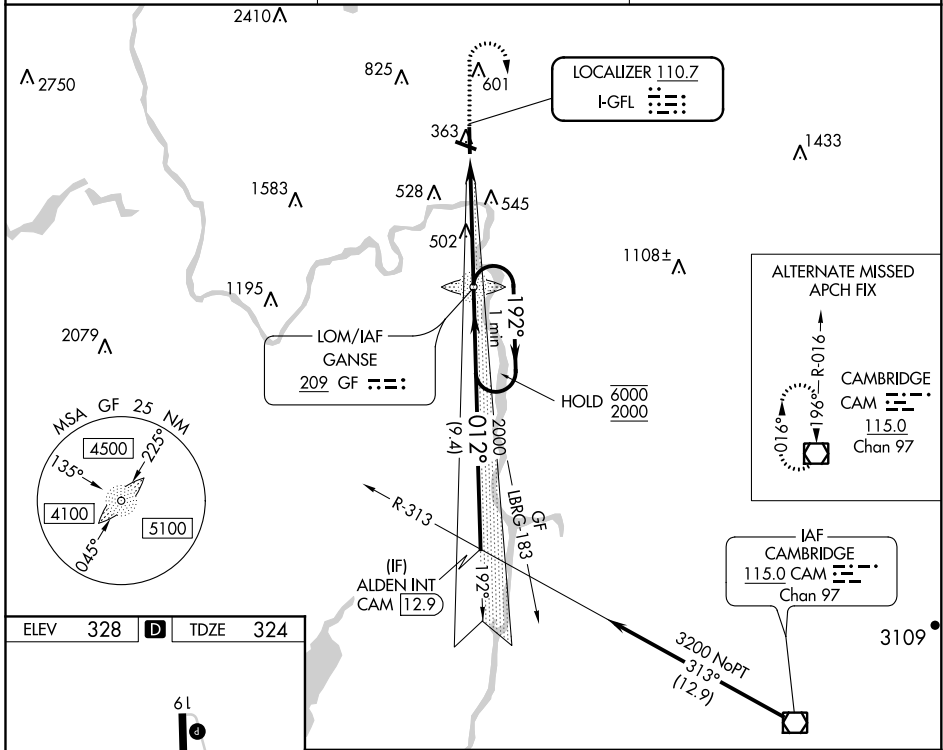 2410
2750
825
601
LOCALIZER 110.7
I-GFL
363
1433
1583
528
545
502
1108±
1195
2079
LOM/IAF
GANSE
209 GF
192°
1 min
HOLD 6000
2000
ALTERNATE MISSED
APCH FIX
R-016
196°
016°
CAMBRIDGE
CAM
115.0
Chan 97
MSA GF 25 NM
4500
225°
135°
4100
5100
045°
2000
012°
(9.4)
GF
LBRG-183
R-313
(IF)
ALDEN INT
CAM 12.9
192°
IAF
CAMBRIDGE
115.0 CAM
Chan 97
3200 NoPT
313°
(12.9)
3109
ELEV 328 D TDZE 324
19
P